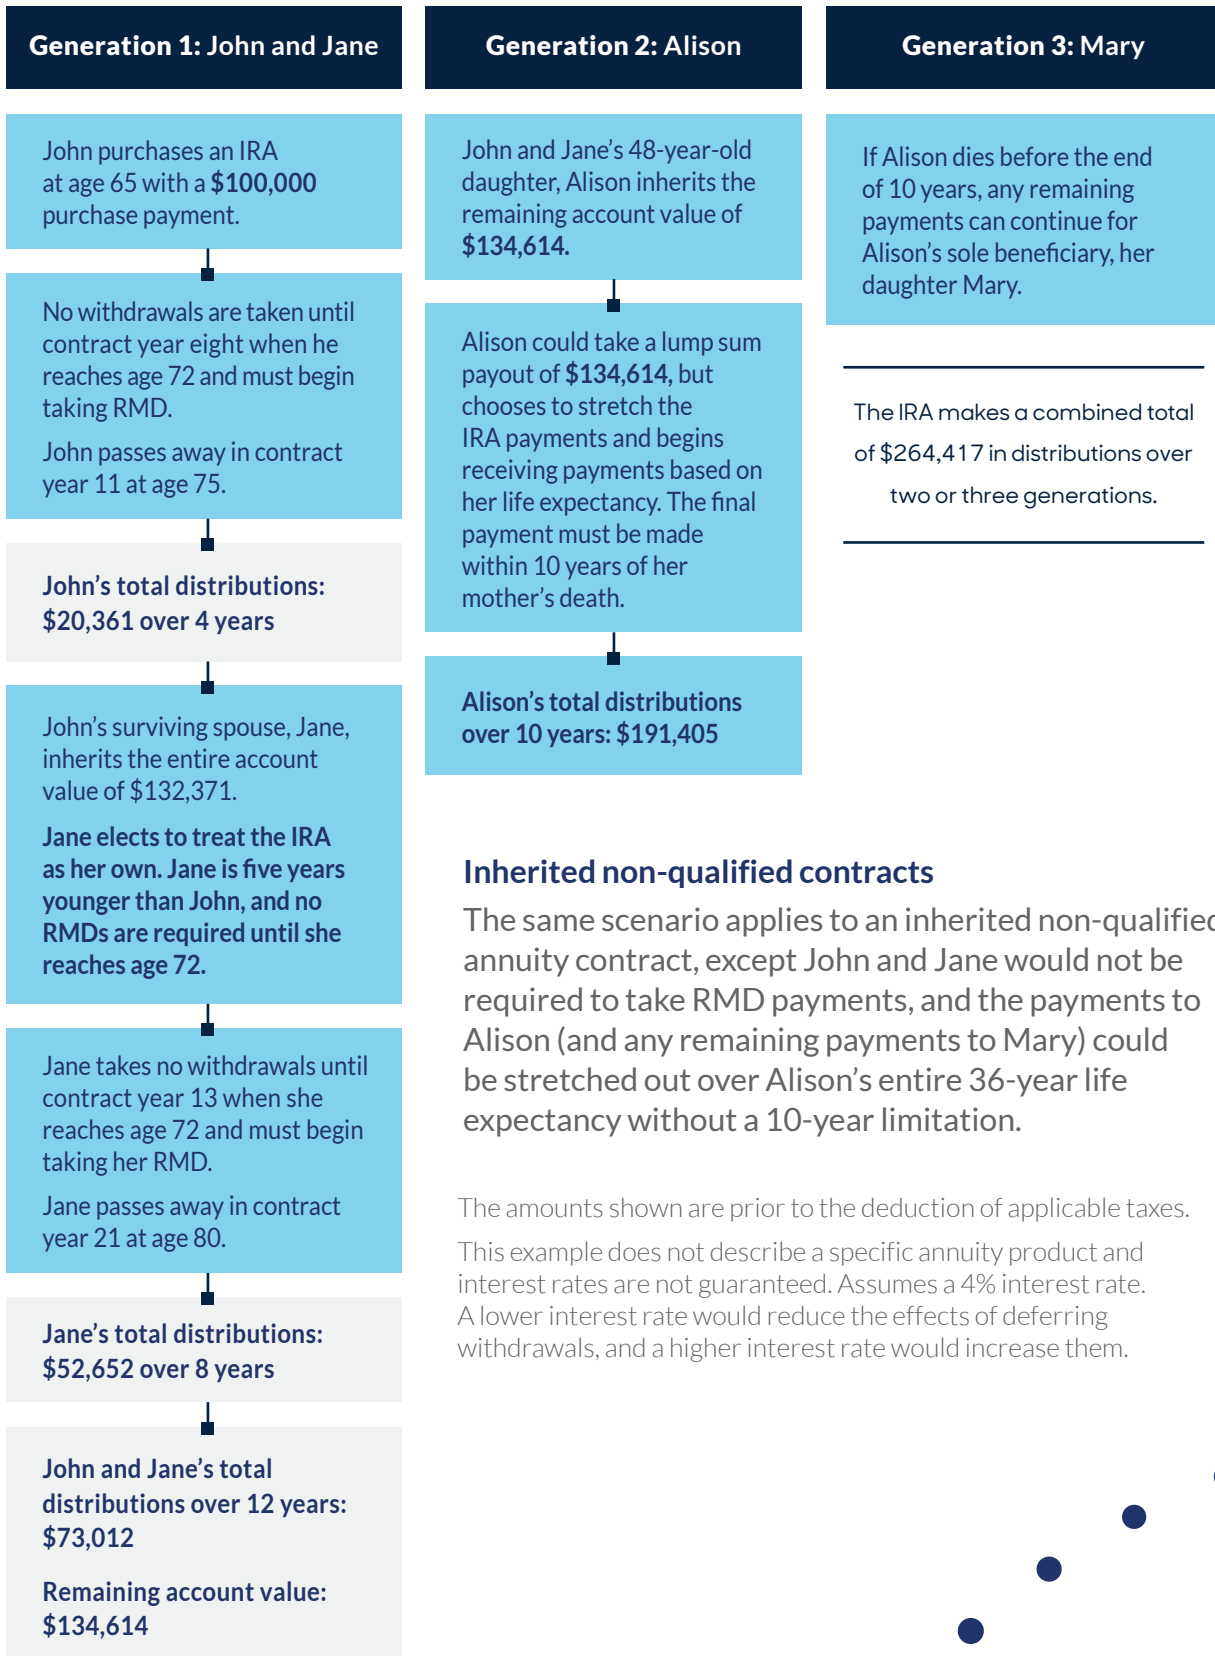 Generation 1: John and Jane
John purchases an IRA
at age 65 with a $100,000
purchase payment.
No withdrawals are taken until
contract year eight when he
reaches age 72 and must begin
taking RMD.
John passes away in contract
year 11 at age 75.
John’s total distributions:
$20,361 over 4 years
John’s surviving spouse, Jane,
inherits the entire account
value of $132,371.
Jane elects to treat the IRA
as her own. Jane is five years
younger than John, and no
RMDs are required until she
reaches age 72.
Jane takes no withdrawals until
contract year 13 when she
reaches age 72 and must begin
taking her RMD.
Jane passes away in contract
year 21 at age 80.
Jane’s total distributions:
$52,652 over 8 years
John and Jane’s total
distributions over 12 years:
$73,012
Remaining account value:
$134,614
Generation 2: Alison
John and Jane’s 48-year-old
daughter, Alison inherits the
remaining account value of
$134,614.
Alison could take a lump sum
payout of $134,614, but
chooses to stretch the
IRA payments and begins
receiving payments based on
her life expectancy. The final
payment must be made
within 10 years of her
mother’s death.
Alison’s total distributions
over 10 years: $191,405
Generation 3: Mary
If Alison dies before the end
of 10 years, any remaining
payments can continue for
Alison’s sole beneficiary, her
daughter Mary.
The IRA makes a combined total
of $264,417 in distributions over
two or three generations.
Inherited non-qualified contracts
The same scenario applies to an inherited non-qualified
annuity contract, except John and Jane would not be
required to take RMD payments, and the payments to
Alison (and any remaining payments to Mary) could
be stretched out over Alison’s entire 36-year life
expectancy without a 10-year limitation.
The amounts shown are prior to the deduction of applicable taxes.
This example does not describe a specific annuity product and
interest rates are not guaranteed. Assumes a 4% interest rate.
A lower interest rate would reduce the effects of deferring
withdrawals, and a higher interest rate would increase them.